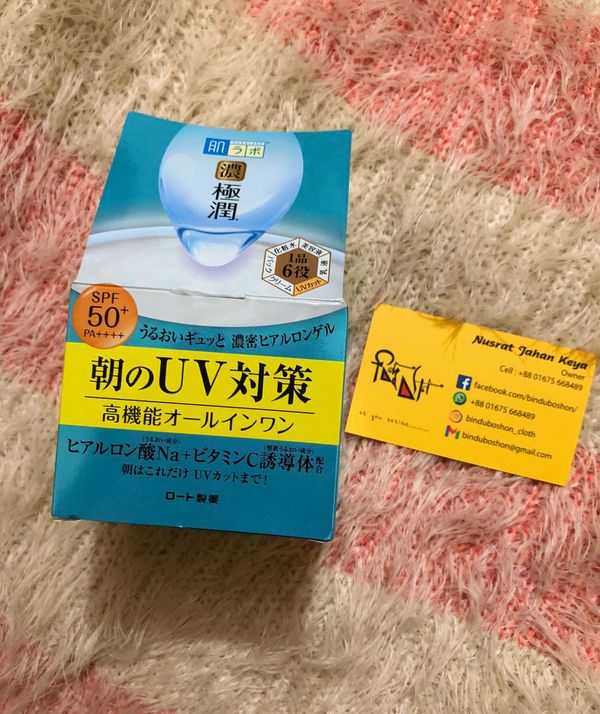 肌ラボ
濃
極潤
化粧水
美容液
乳液
UVカット
クリーム
パック
1品
6役
SPF
50+
PA++++
うるおいギュッと 濃密ヒアルロンゲル
朝のUV対策
高機能オールインワン
(うるおい成分)
(整肌うるおい成分)
ヒアルロン酸Na+ビタミンC誘導体配合
朝はこれだけ UVカットまで!
ロート製薬
Nusrat Jahan Keya
Owner
Cell : +88 01675 668489
facebook.com/binduboshon/
+88 01675 668489
binduboshon_cloth
binduboshon@gmail.com
as you desire........